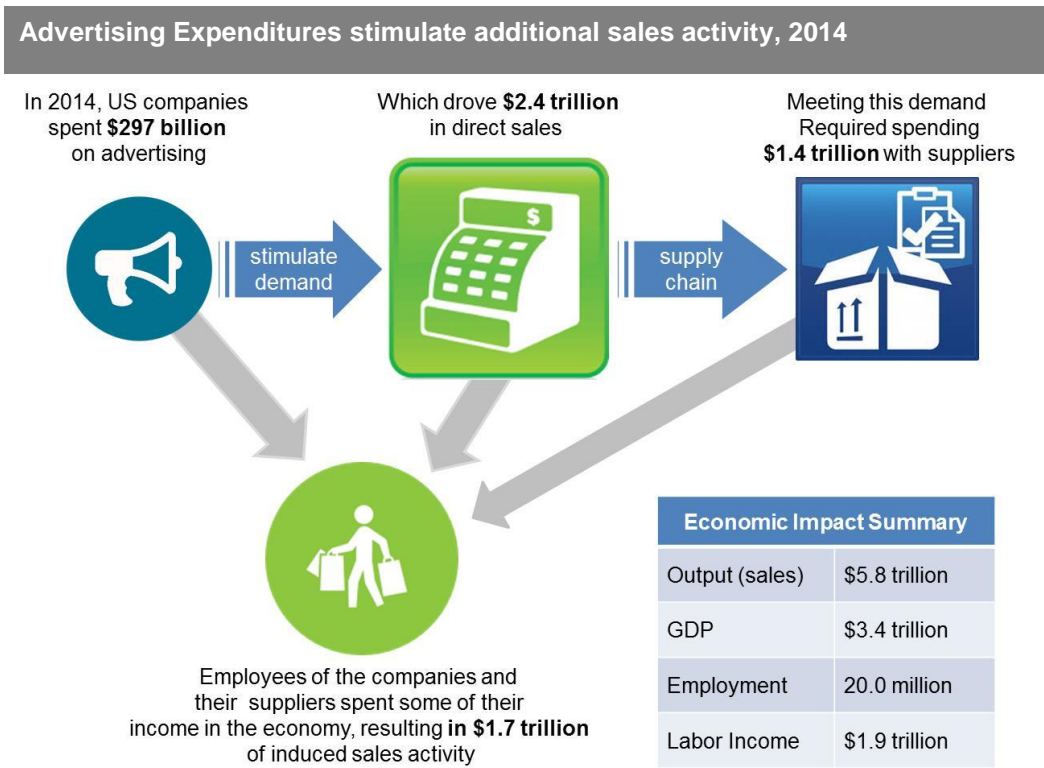 Advertising Expenditures stimulate additional sales activity, 2014
In 2014, US companies
spent $297 billion
on advertising
Which drove $2.4 trillion
in direct sales
Meeting this demand
Required spending
$1.4 trillion with suppliers
stimulate
demand
$
supply
chain
Employees of the companies and
their suppliers spent some of their
income in the economy, resulting in $1.7 trillion
of induced sales activity
Economic Impact Summary
Output (sales) $5.8 trillion
GDP $3.4 trillion
Employment 20.0 million
Labor Income $1.9 trillion